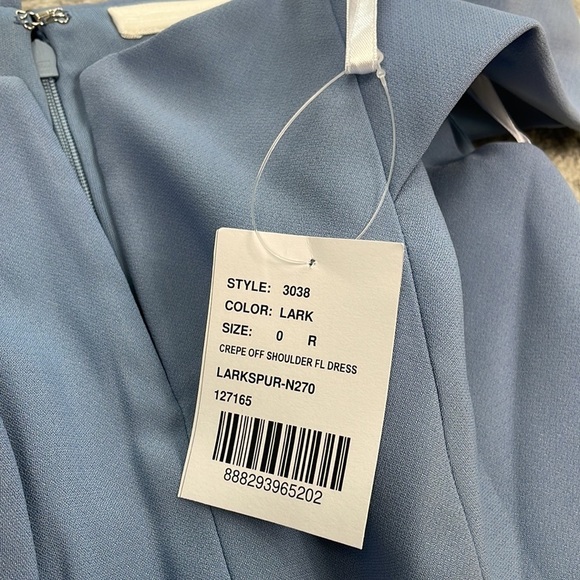 STYLE: 3038
COLOR: LARK
SIZE: 0 R
CREPE OFF SHOULDER FL DRESS
LARKSPUR-N270
127165
888293965202